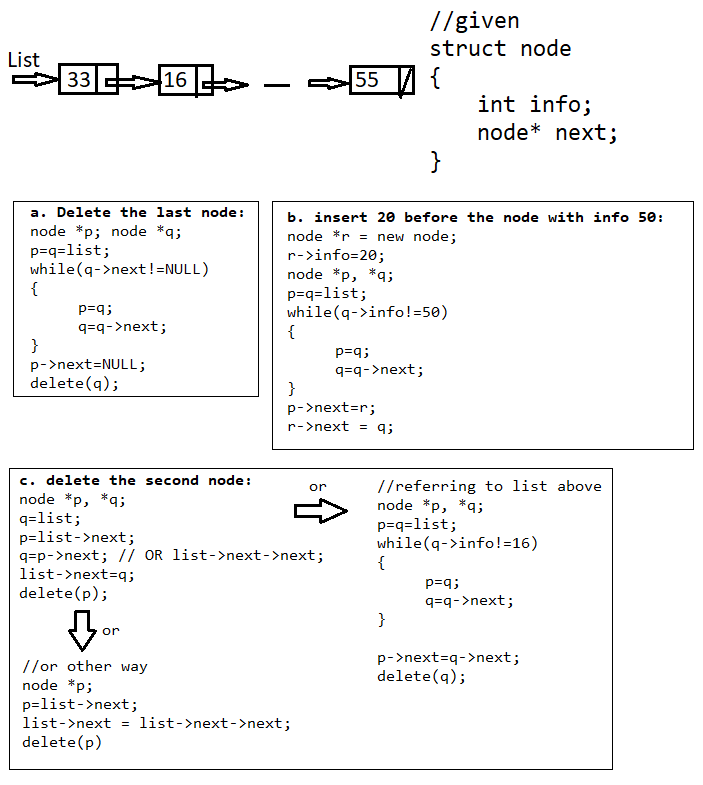 List
33
16
55
//given
struct node
{
int info;
node* next;
}
a. Delete the last node:
node *p; node *q;
p=q=list;
while(q->next!=NULL)
{
p=q;
q=q->next;
}
p->next=NULL;
delete(q);
b. insert 20 before the node with info 50:
node *r = new node;
r->info=20;
node *p, *q;
p=q=list;
while(q->info!=50)
{
p=q;
q=q->next;
}
p->next=r;
r->next = q;
c. delete the second node:
node *p, *q;
q=list;
p=list->next;
q=p->next; // OR list->next->next;
list->next=q;
delete(p);
or
//or other way
node *p;
p=list->next;
list->next = list->next->next;
delete(p)
or
//referring to list above
node *p, *q;
p=q=list;
while(q->info!=16)
{
p=q;
q=q->next;
}
p->next=q->next;
delete(q);